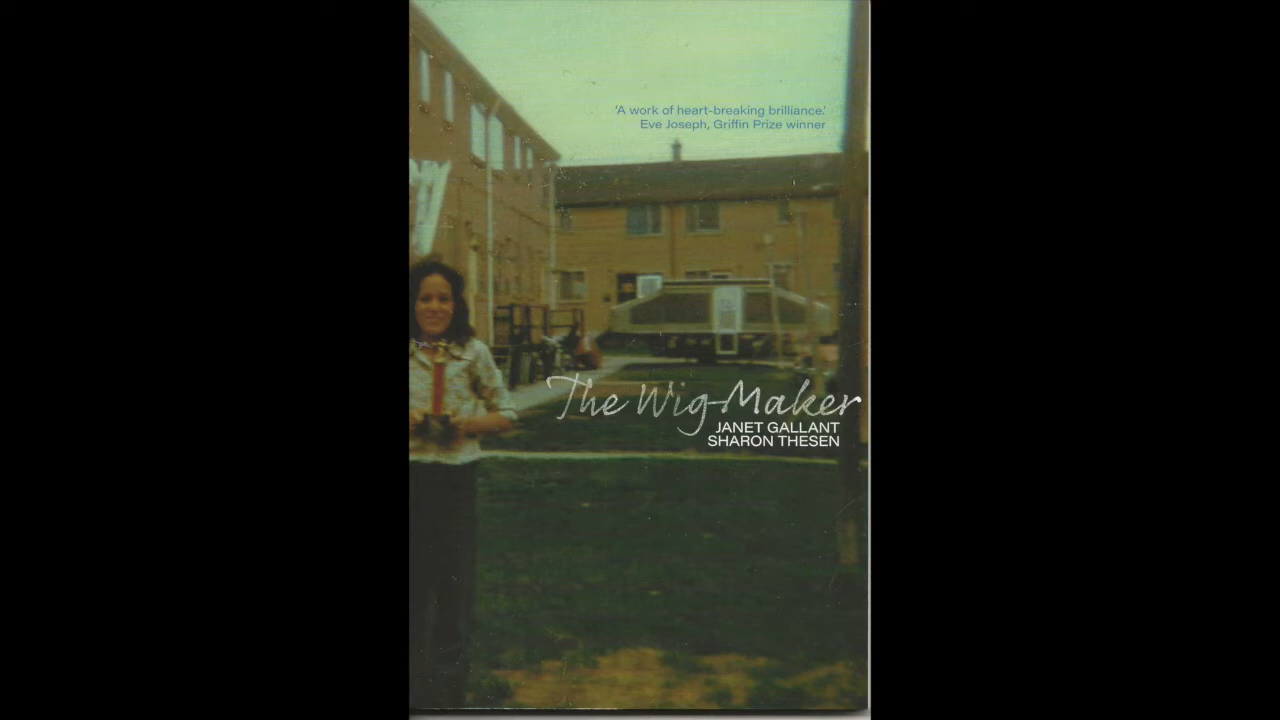 'A work of heart-breaking brilliance.'
Eve Joseph, Griffin Prize winner
The Wig-Maker
JANET GALLANT
SHARON THESEN